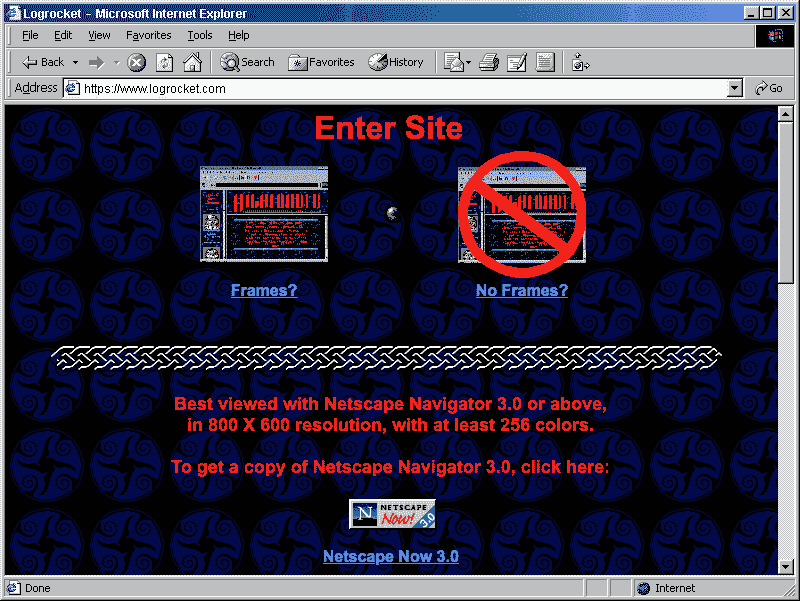 Logrocket - Microsoft Internet Explorer
File Edit View Favorites Tools Help
Back Search Favorites History
Address https://www.logrocket.com Go
Enter Site
Frames? No Frames?
Best viewed with Netscape Navigator 3.0 or above,
in 800 X 600 resolution, with at least 256 colors.
To get a copy of Netscape Navigator 3.0, click here:
N NETSCAPE
Now! 3.0
Netscape Now 3.0
Done Internet